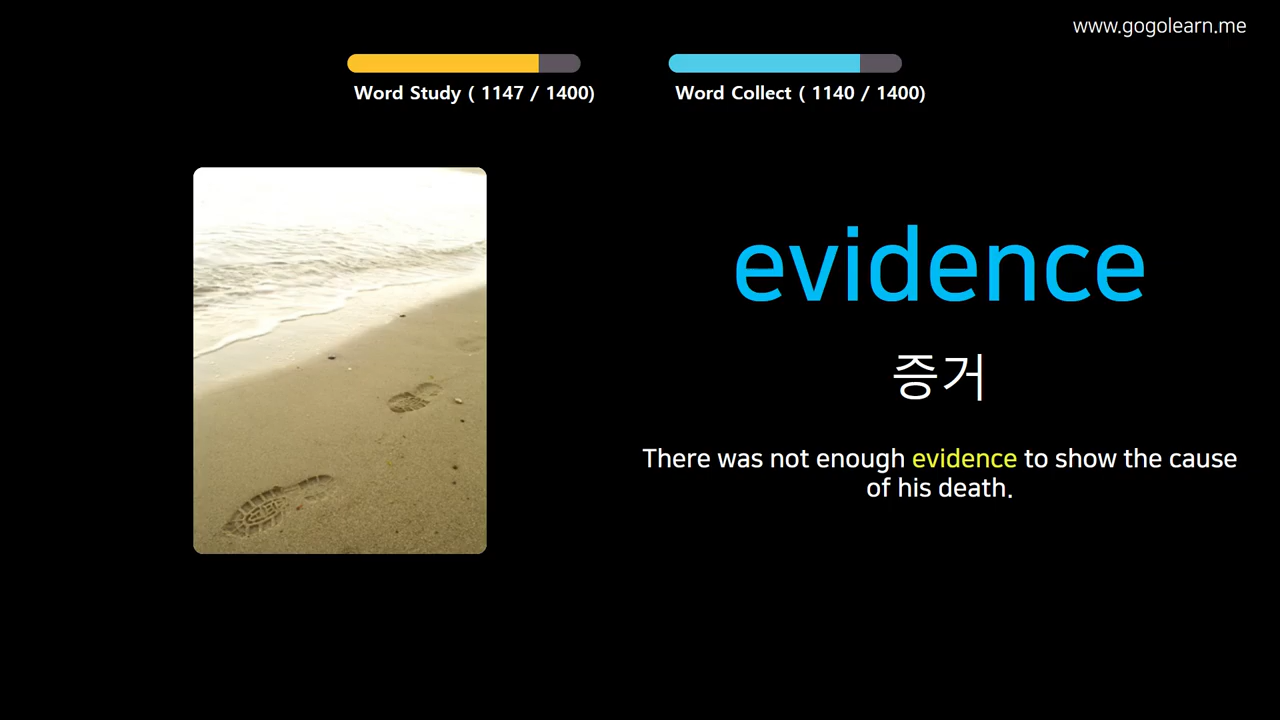 www.gogolearn.me
Word Study ( 1147 / 1400)
Word Collect ( 1140 / 1400)
evidence
증거
There was not enough evidence to show the cause
of his death.